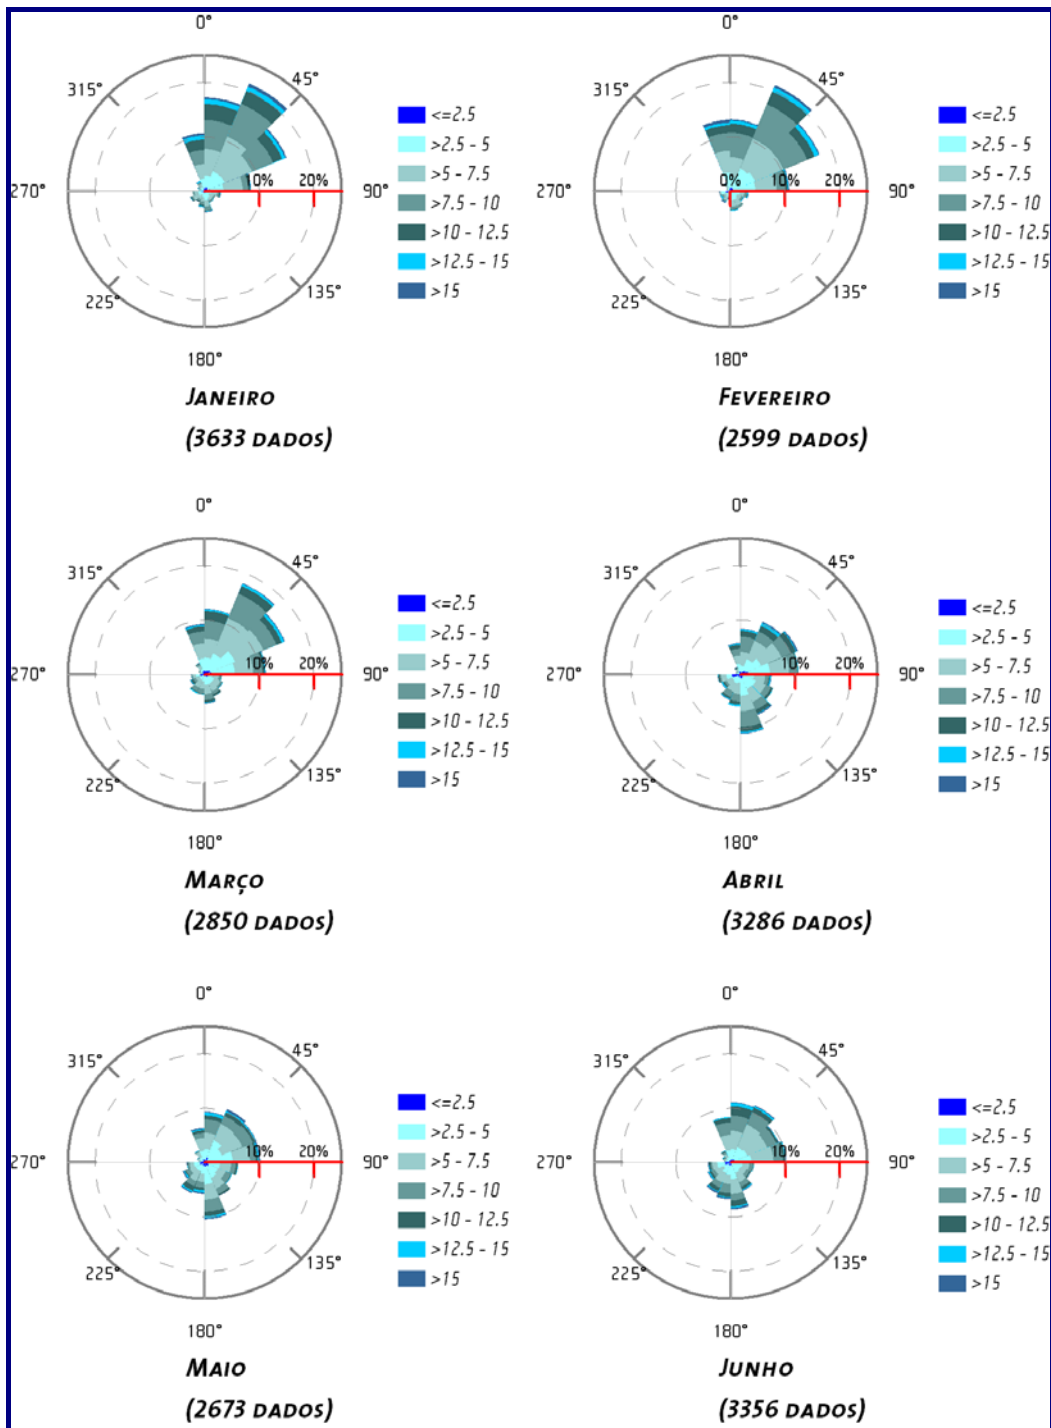 0°
0°
315°
45°
<=2.5
>2.5 - 5
>5 - 7.5
>7.5 - 10
>10 - 12.5
>12.5 - 15
>15
315°
45°
<=2.5
>2.5 - 5
>5 - 7.5
>7.5 - 10
>10 - 12.5
>12.5 - 15
>15
270°
10%
20%
90°
270°
0%
10%
20%
90°
225°
135°
225°
135°
180°
180°
JANEIRO
(3633 DADOS)
FEVEREIRO
(2599 DADOS)
0°
0°
315°
45°
<=2.5
>2.5 - 5
>5 - 7.5
>7.5 - 10
>10 - 12.5
>12.5 - 15
>15
315°
45°
<=2.5
>2.5 - 5
>5 - 7.5
>7.5 - 10
>10 - 12.5
>12.5 - 15
>15
270°
10%
20%
90°
270°
10%
20%
90°
225°
135°
225°
135°
180°
180°
MARÇO
(2850 DADOS)
ABRIL
(3286 DADOS)
0°
0°
315°
45°
<=2.5
>2.5 - 5
>5 - 7.5
>7.5 - 10
>10 - 12.5
>12.5 - 15
>15
315°
45°
<=2.5
>2.5 - 5
>5 - 7.5
>7.5 - 10
>10 - 12.5
>12.5 - 15
>15
270°
10%
20%
90°
270°
10%
20%
90°
225°
135°
225°
135°
180°
180°
MAIO
(2673 DADOS)
JUNHO
(3356 DADOS)